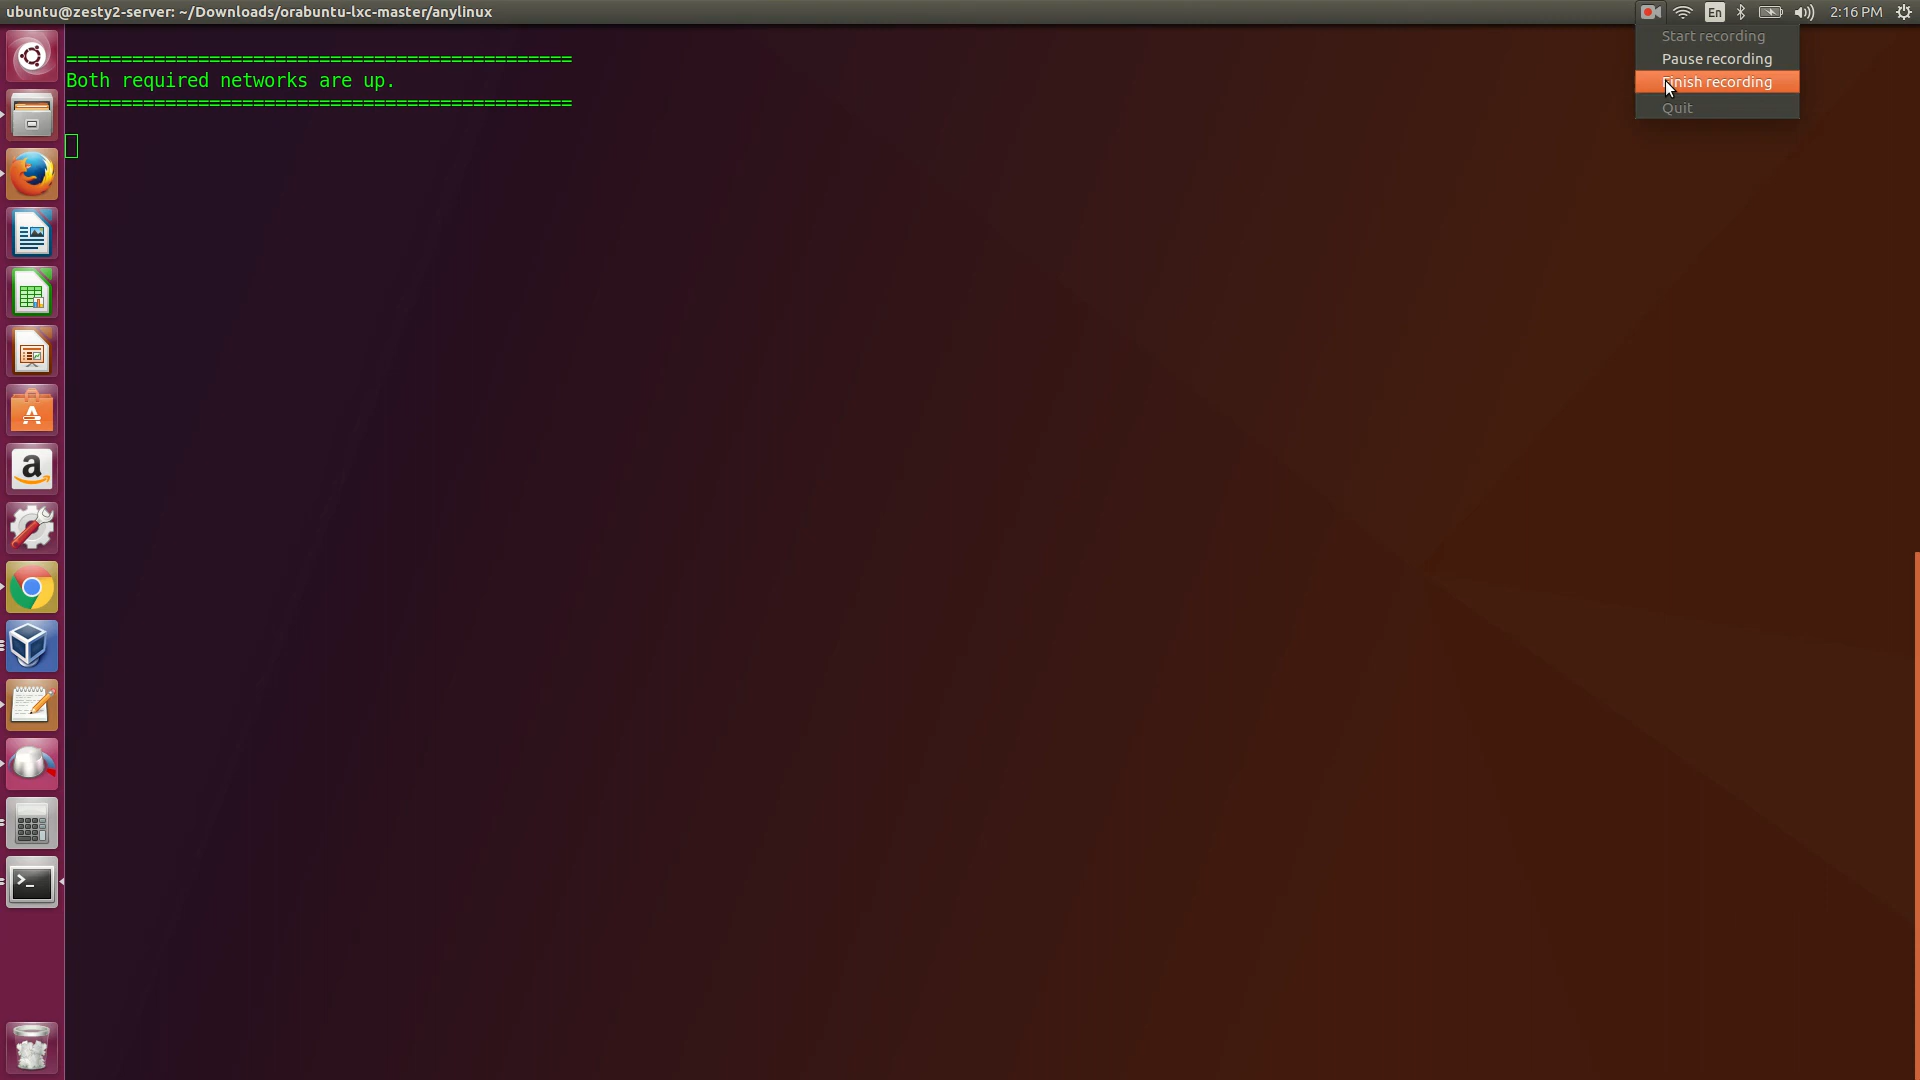 ubuntu@zesty2-server: ~/Downloads/orabuntu-lxc-master/anylinux
En
2:16 PM
Start recording
Pause recording
Finish recording
Quit
==============================================
Both required networks are up.
==============================================